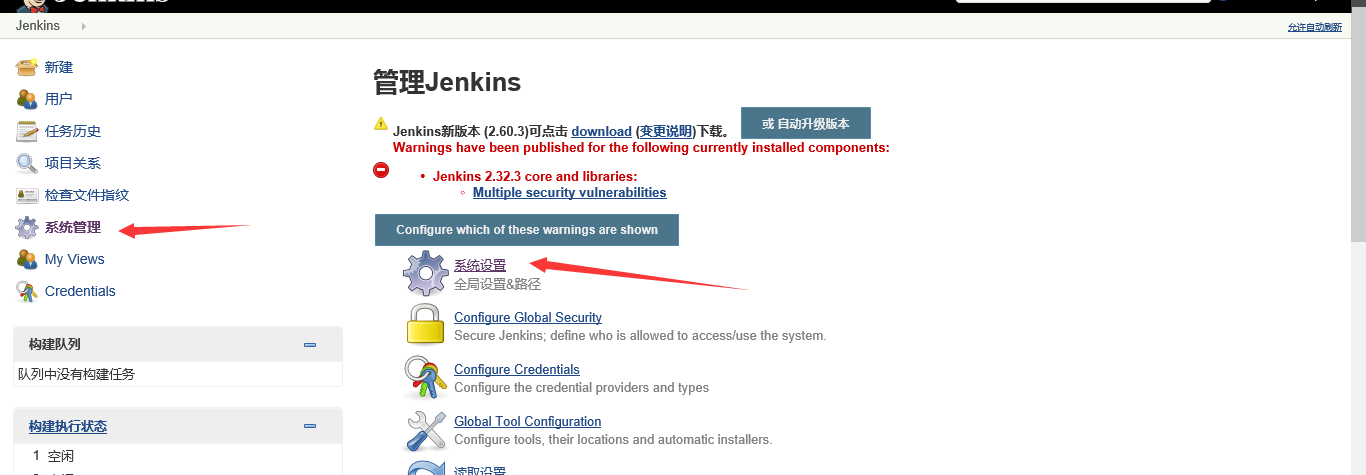 Jenkins
Jenkins
允许自动刷新
新建
用户
任务历史
项目关系
检查文件指纹
系统管理
My Views
Credentials
构建队列
队列中没有构建任务
构建执行状态
1 空闲
管理Jenkins
Jenkins新版本 (2.60.3)可点击 download (变更说明)下载。 或 自动升级版本
Warnings have been published for the following currently installed components:
Jenkins 2.32.3 core and libraries:
Multiple security vulnerabilities
Configure which of these warnings are shown
系统设置
全局设置&路径
Configure Global Security
Secure Jenkins; define who is allowed to access/use the system.
Configure Credentials
Configure the credential providers and types
Global Tool Configuration
Configure tools, their locations and automatic installers.
读取设置